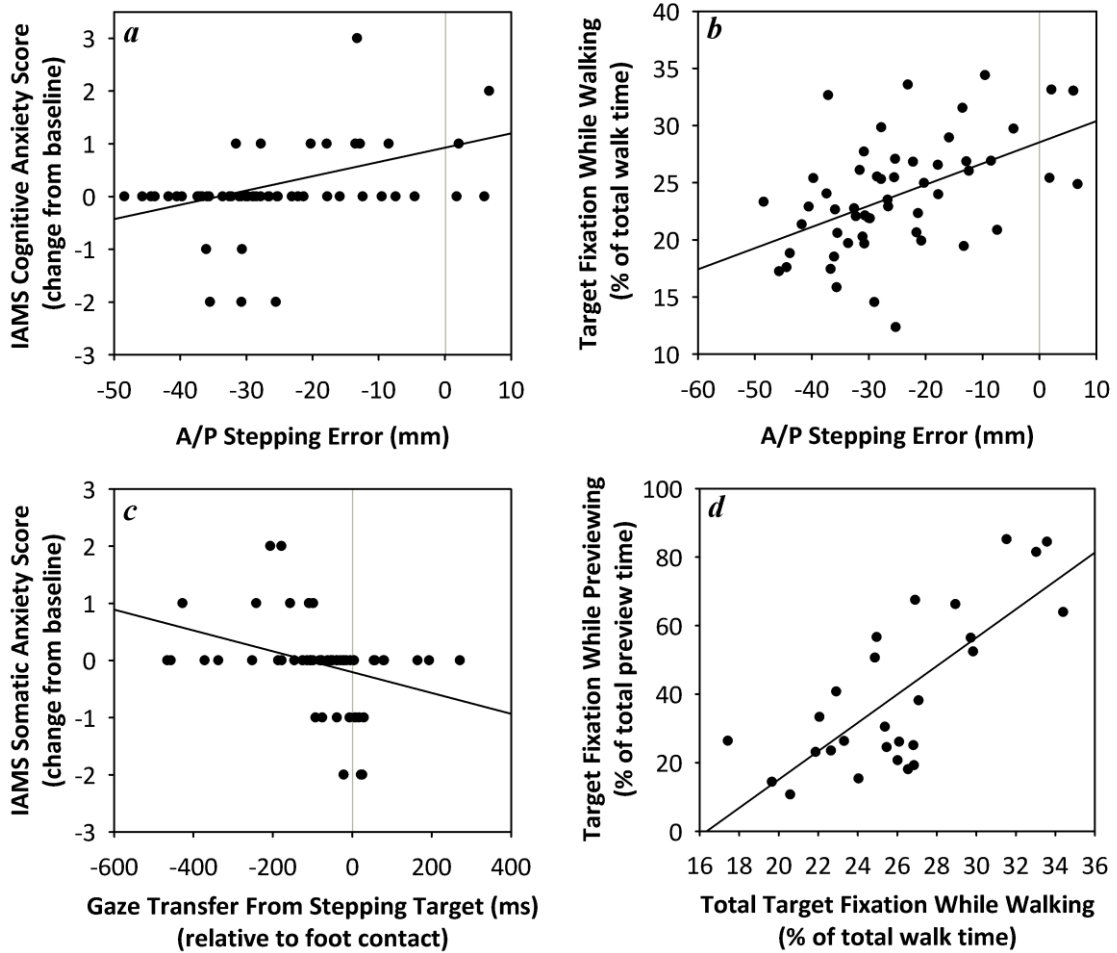 a
IAMS Cognitive Anxiety Score
(change from baseline)
3
2
1
0
-1
-2
-3
-50 -40 -30 -20 -10 0 10
A/P Stepping Error (mm)
b
Target Fixation While Walking
(% of total walk time)
40
35
30
25
20
15
10
-60 -50 -40 -30 -20 -10 0 10
A/P Stepping Error (mm)
c
IAMS Somatic Anxiety Score
(change from baseline)
3
2
1
0
-1
-2
-3
-600 -400 -200 0 200 400
Gaze Transfer From Stepping Target (ms)
(relative to foot contact)
d
Target Fixation While Previewing
(% of total preview time)
100
80
60
40
20
0
16 18 20 22 24 26 28 30 32 34 36
Total Target Fixation While Walking
(% of total walk time)